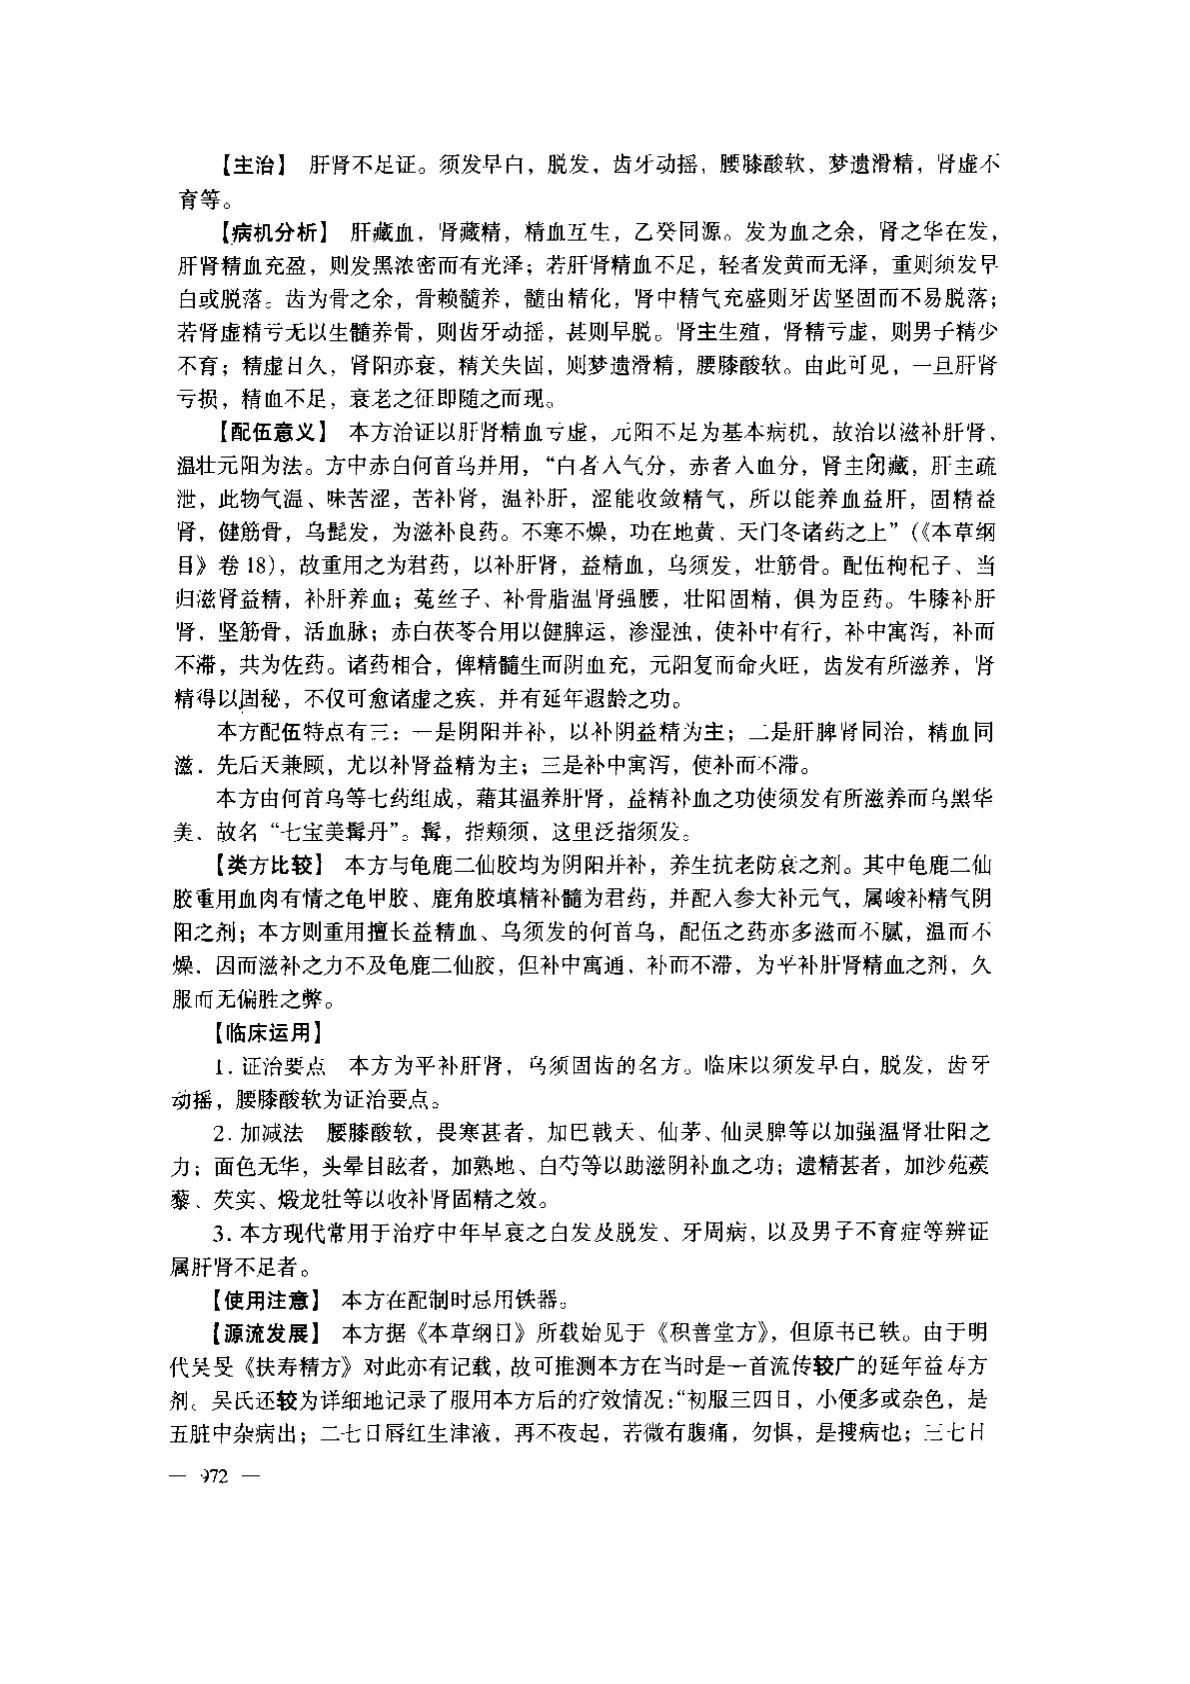 【主治】 肝肾不足证。须发早白，脱发，齿牙动摇，腰膝酸软，梦遗滑精，肾虚不
育等。
【病机分析】 肝藏血，肾藏精，精血互生，乙癸同源。发为血之余，肾之华在发，
肝肾精血充盈，则发黑浓密而有光泽；若肝肾精血不足，轻者发黄而无泽，重则须发早
白或脱落。齿为骨之余，骨赖髓养，髓由精化，肾中精气充盛则牙齿坚固而不易脱落；
若肾虚精亏无以生髓养骨，则齿牙动摇，甚则早脱。肾主生殖，肾精亏虚，则男子精少
不育；精虚日久，肾阳亦衰，精关失固，则梦遗滑精，腰膝酸软。由此可见，一旦肝肾
亏损，精血不足，衰老之征即随之而现。
【配伍意义】 本方治证以肝肾精血亏虚，元阳不足为基本病机，故治以滋补肝肾，
温壮元阳为法。方中赤白何首乌并用，“白者入气分，赤者入血分，肾主闭藏，肝主疏
泄，此物气温、味苦涩，苦补肾，温补肝，涩能收敛精气，所以能养血益肝，固精益
肾，健筋骨，乌髭发，为滋补良药。不寒不燥，功在地黄、天门冬诸药之上”（《本草纲
目》卷 18），故重用之为君药，以补肝肾，益精血，乌须发，壮筋骨。配伍枸杞子、当
归滋肾益精，补肝养血；菟丝子、补骨脂温肾强腰，壮阳固精，俱为臣药。牛膝补肝
肾，坚筋骨，活血脉；赤白茯苓合用以健脾运，渗湿浊，使补中有行，补中寓泻，补而
不滞，共为佐药。诸药相合，俾精髓生而阴血充，元阳复而命火旺，齿发有所滋养，肾
精得以固秘，不仅可愈诸虚之疾，并有延年遐龄之功。
本方配伍特点有三：一是阴阳并补，以补阴益精为主；二是肝脾肾同治，精血同
滋，先后天兼顾，尤以补肾益精为主；三是补中寓泻，使补而不滞。
本方由何首乌等七药组成，藉其温养肝肾，益精补血之功使须发有所滋养而乌黑华
美，故名“七宝美髯丹”。髯，指颊须，这里泛指须发。
【类方比较】 本方与龟鹿二仙胶均为阴阳并补，养生抗老防衰之剂。其中龟鹿二仙
胶重用血肉有情之龟甲胶、鹿角胶填精补髓为君药，并配人参大补元气，属峻补精气阴
阳之剂；本方则重用擅长益精血、乌须发的何首乌，配伍之药亦多滋而不腻，温而不
燥，因而滋补之力不及龟鹿二仙胶，但补中寓通，补而不滞，为平补肝肾精血之剂，久
服而无偏胜之弊。
【临床运用】
1. 证治要点 本方为平补肝肾，乌须固齿的名方。临床以须发早白，脱发，齿牙
动摇，腰膝酸软为证治要点。
2. 加减法 腰膝酸软，畏寒甚者，加巴戟天、仙茅、仙灵脾等以加强温肾壮阳之
力；面色无华，头晕目眩者，加熟地、白芍等以助滋阴补血之功；遗精甚者，加沙苑蒺
藜、芡实、煅龙牡等以收补肾固精之效。
3. 本方现代常用于治疗中年早衰之白发及脱发、牙周病，以及男子不育症等辨证
属肝肾不足者。
【使用注意】 本方在配制时忌用铁器。
【源流发展】 本方据《本草纲目》所载始见于《积善堂方》，但原书已轶。由于明
代吴旻《扶寿精方》对此亦有记载，故可推测本方在当时是一首流传较广的延年益寿方
剂。吴氏还较为详细地记录了服用本方后的疗效情况：“初服三四日，小便多或杂色，是
五脏中杂病出；二七日唇红生津液，再不夜起，若微有腹痛，勿惧，是搜病也；三七日
— 972 —